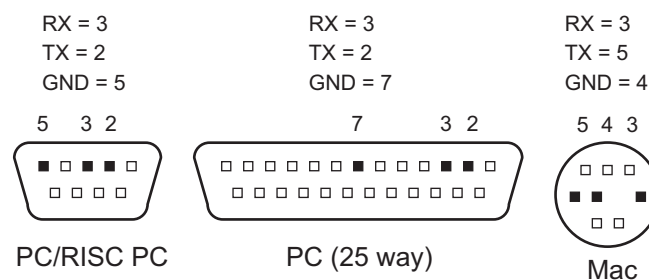 RX = 3
TX = 2
GND = 5
5 3 2
PC/RISC PC
RX = 3
TX = 2
GND = 7
7 3 2
PC (25 way)
RX = 3
TX = 5
GND = 4
5 4 3
Mac